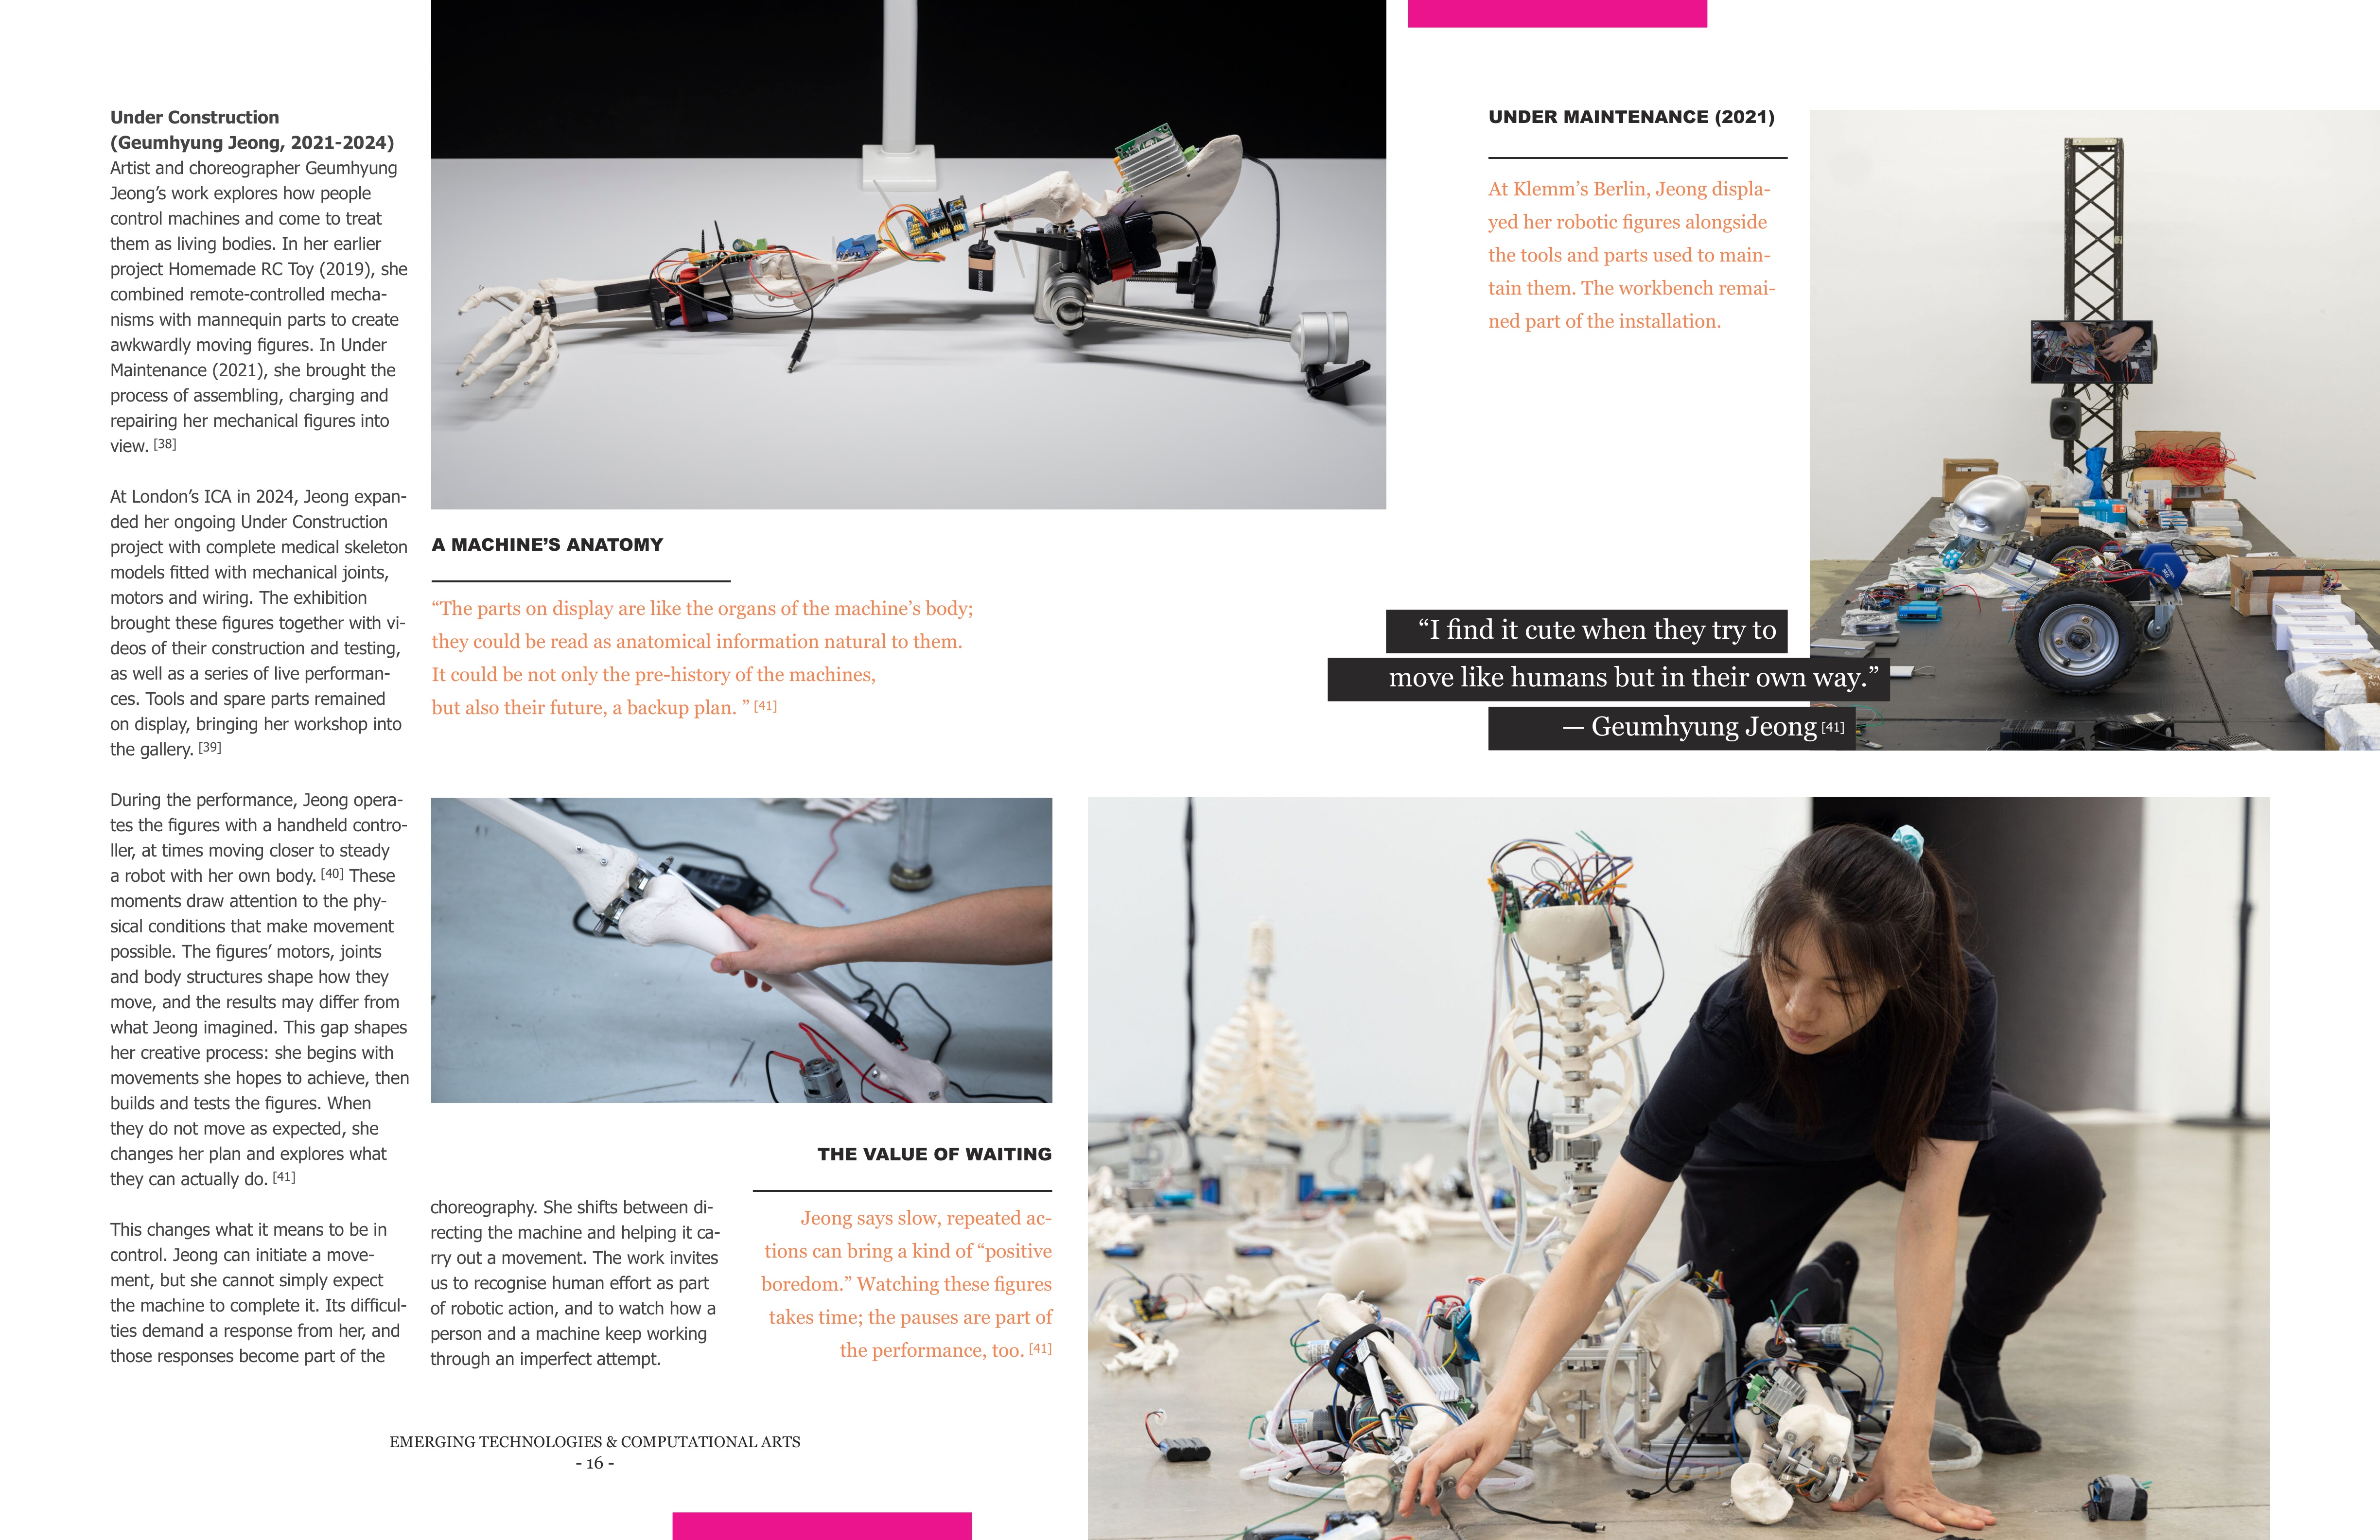 Under Construction
(Geumhyung Jeong, 2021-2024)
Artist and choreographer Geumhyung
Jeong’s work explores how people
control machines and come to treat
them as living bodies. In her earlier
project Homemade RC Toy (2019), she
combined remote-controlled mecha-
nisms with mannequin parts to create
awkwardly moving figures. In Under
Maintenance (2021), she brought the
process of assembling, charging and
repairing her mechanical figures into
view. [38]
At London’s ICA in 2024, Jeong expan-
ded her ongoing Under Construction
project with complete medical skeleton
models fitted with mechanical joints,
motors and wiring. The exhibition
brought these figures together with vi-
deos of their construction and testing,
as well as a series of live performan-
ces. Tools and spare parts remained
on display, bringing her workshop into
the gallery. [39]
During the performance, Jeong opera-
tes the figures with a handheld contro-
ller, at times moving closer to steady
a robot with her own body. [40] These
moments draw attention to the phy-
sical conditions that make movement
possible. The figures’ motors, joints
and body structures shape how they
move, and the results may differ from
what Jeong imagined. This gap shapes
her creative process: she begins with
movements she hopes to achieve, then
builds and tests the figures. When
they do not move as expected, she
changes her plan and explores what
they can actually do. [41]
This changes what it means to be in
control. Jeong can initiate a move-
ment, but she cannot simply expect
the machine to complete it. Its difficul-
ties demand a response from her, and
those responses become part of the
choreography. She shifts between di-
recting the machine and helping it ca-
rry out a movement. The work invites
us to recognise human effort as part
of robotic action, and to watch how a
person and a machine keep working
through an imperfect attempt.
A MACHINE’S ANATOMY
“The parts on display are like the organs of the machine’s body;
they could be read as anatomical information natural to them.
It could be not only the pre-history of the machines,
but also their future, a backup plan. ” [41]
THE VALUE OF WAITING
Jeong says slow, repeated ac-
tions can bring a kind of “positive
boredom.” Watching these figures
takes time; the pauses are part of
the performance, too. [41]
UNDER MAINTENANCE (2021)
At Klemm’s Berlin, Jeong displa-
yed her robotic figures alongside
the tools and parts used to main-
tain them. The workbench remai-
ned part of the installation.
“I find it cute when they try to
move like humans but in their own way.”
— Geumhyung Jeong [41]
EMERGING TECHNOLOGIES & COMPUTATIONAL ARTS
- 16 -